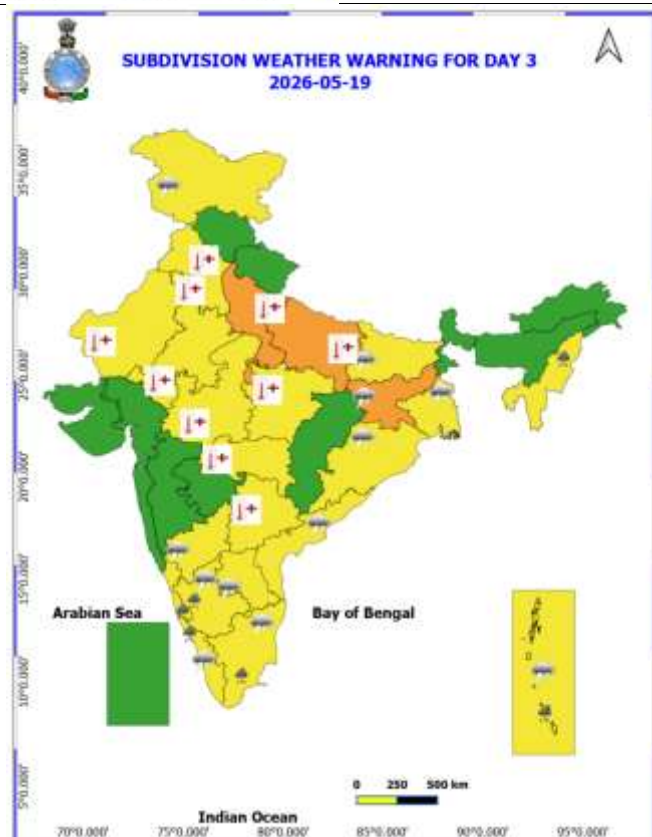 SUBDIVISION WEATHER WARNING FOR DAY 3
2026-05-19
40°0.000'
35°0.000'
30°0.000'
25°0.000'
20°0.000'
15°0.000'
10°0.000'
5°0.000'
Arabian Sea
Bay of Bengal
0 250 500 km
Indian Ocean
70°0.000' 75°0.000' 80°0.000' 85°0.000' 90°0.000' 95°0.000'